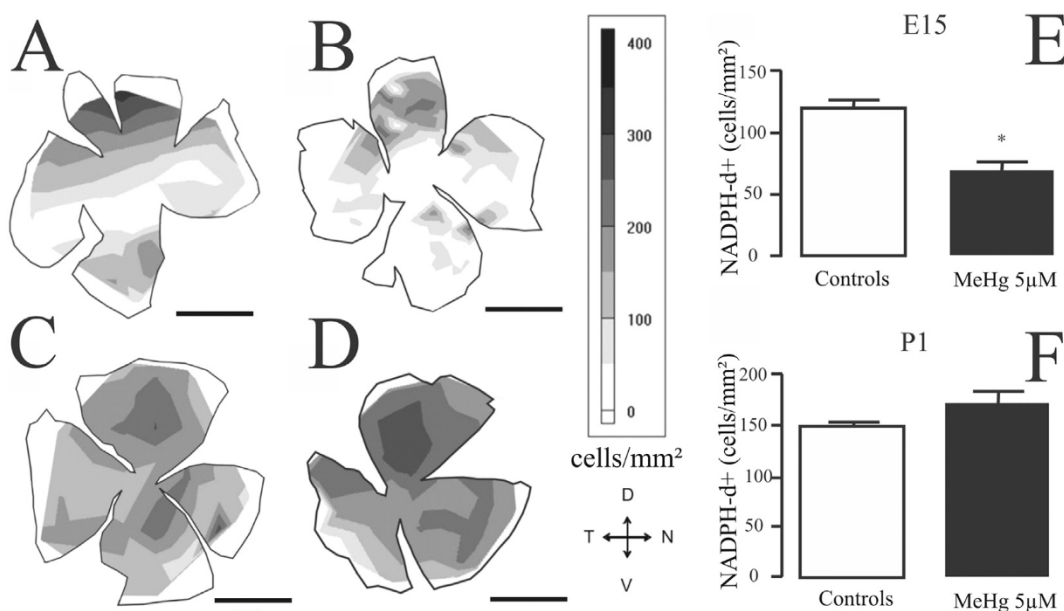 A
B
C
D
400
300
200
100
0
cells/mm²
D
T N
V
E15
E
NADPH-d+ (cells/mm²)
150
100
50
0
Controls
MeHg 5µM
*
P1
F
NADPH-d+ (cells/mm²)
200
150
100
50
0
Controls
MeHg 5µM